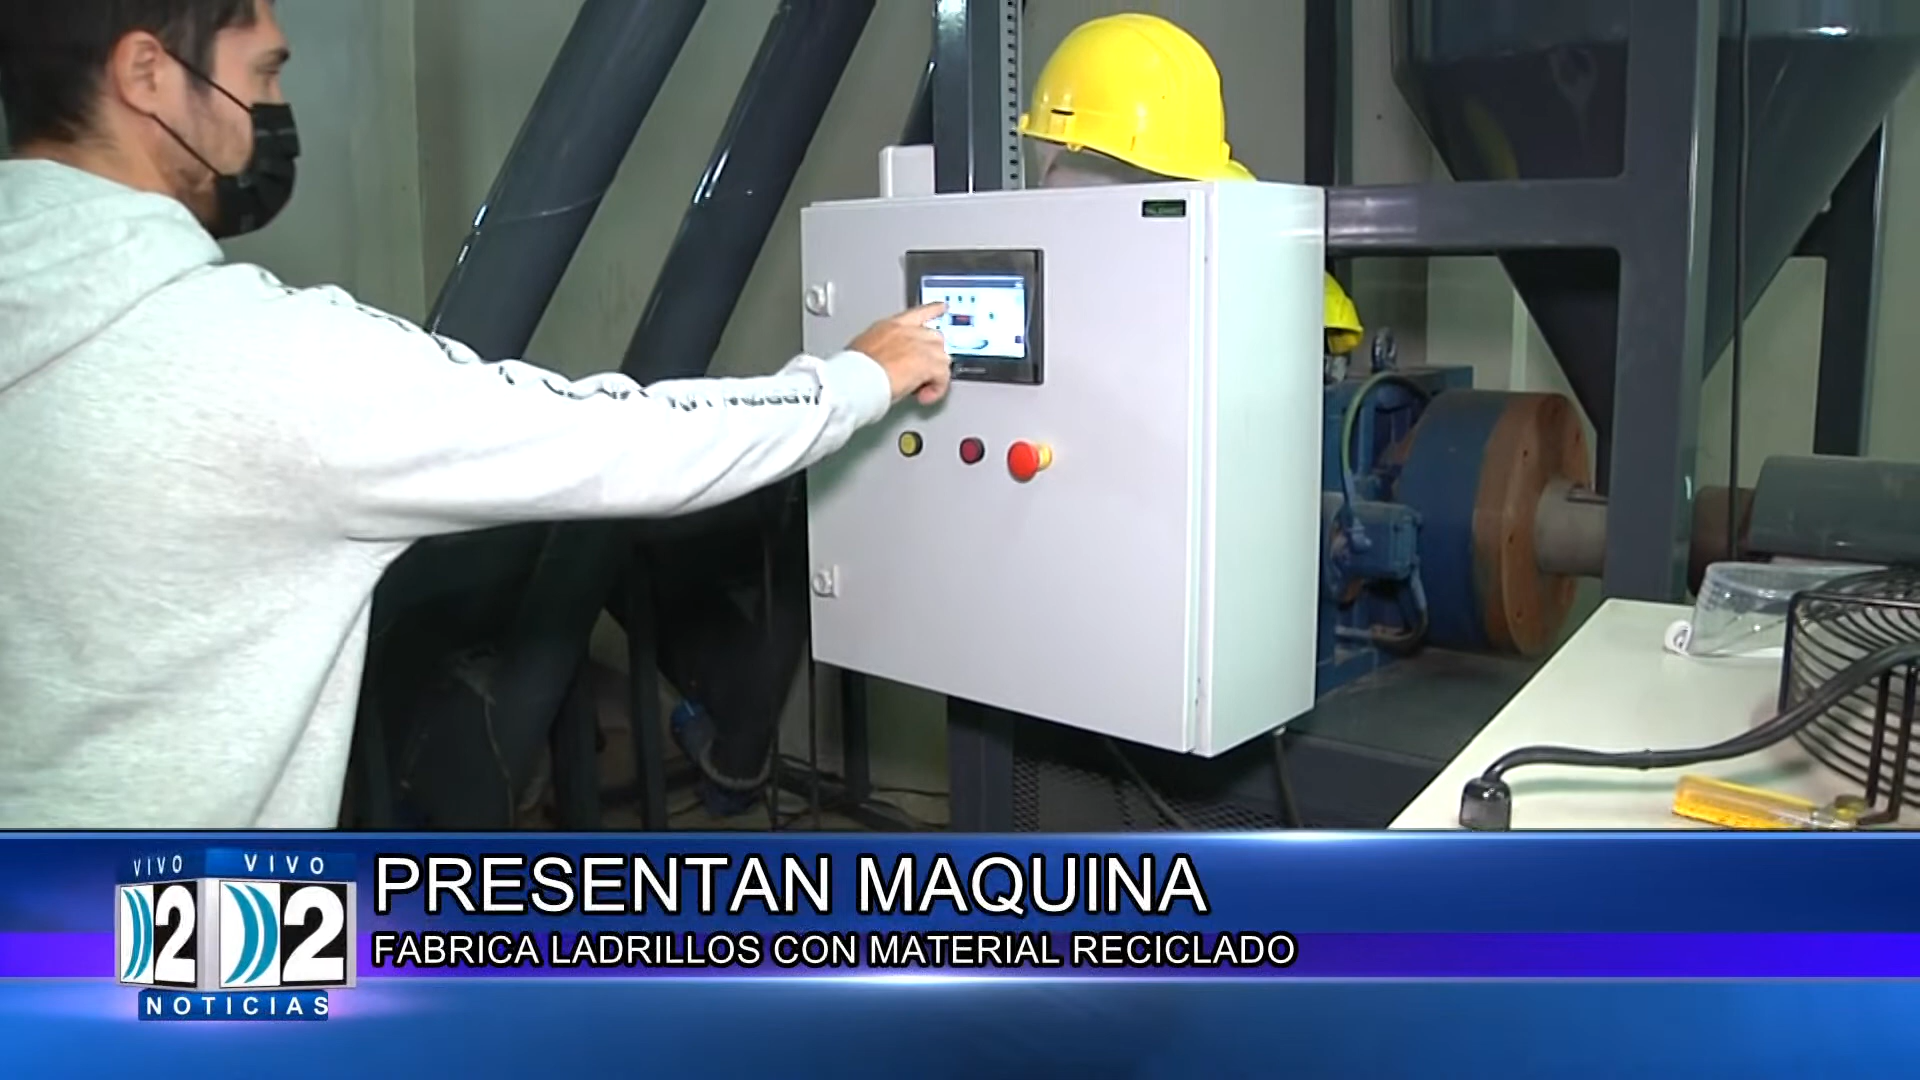 PRESENTAN MAQUINA
FABRICA LADRILLOS CON MATERIAL RECICLADO
VIVO
VIVO
2
2
NOTICIAS